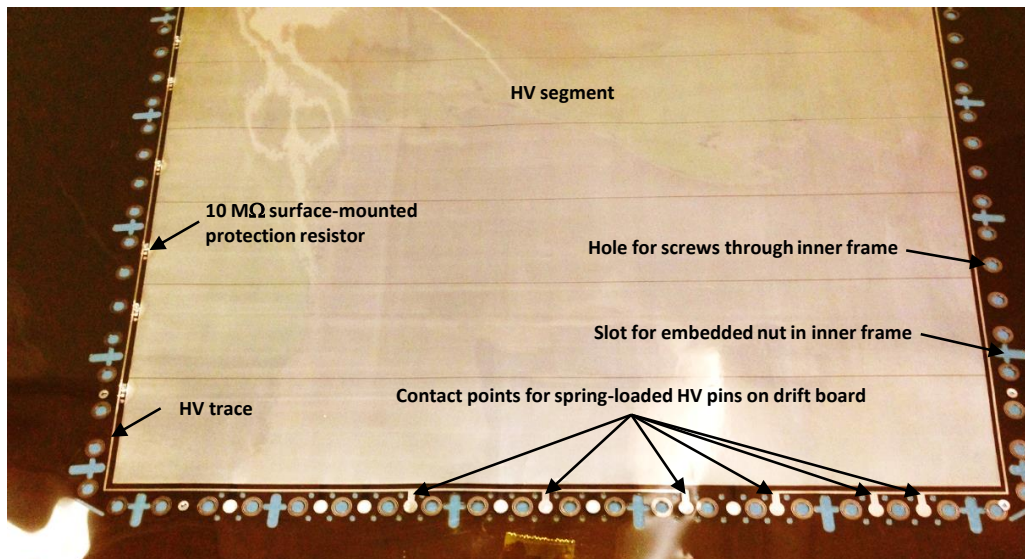 HV segment
10 MΩ surface-mounted
protection resistor
Hole for screws through inner frame
Slot for embedded nut in inner frame
Contact points for spring-loaded HV pins on drift board
HV trace